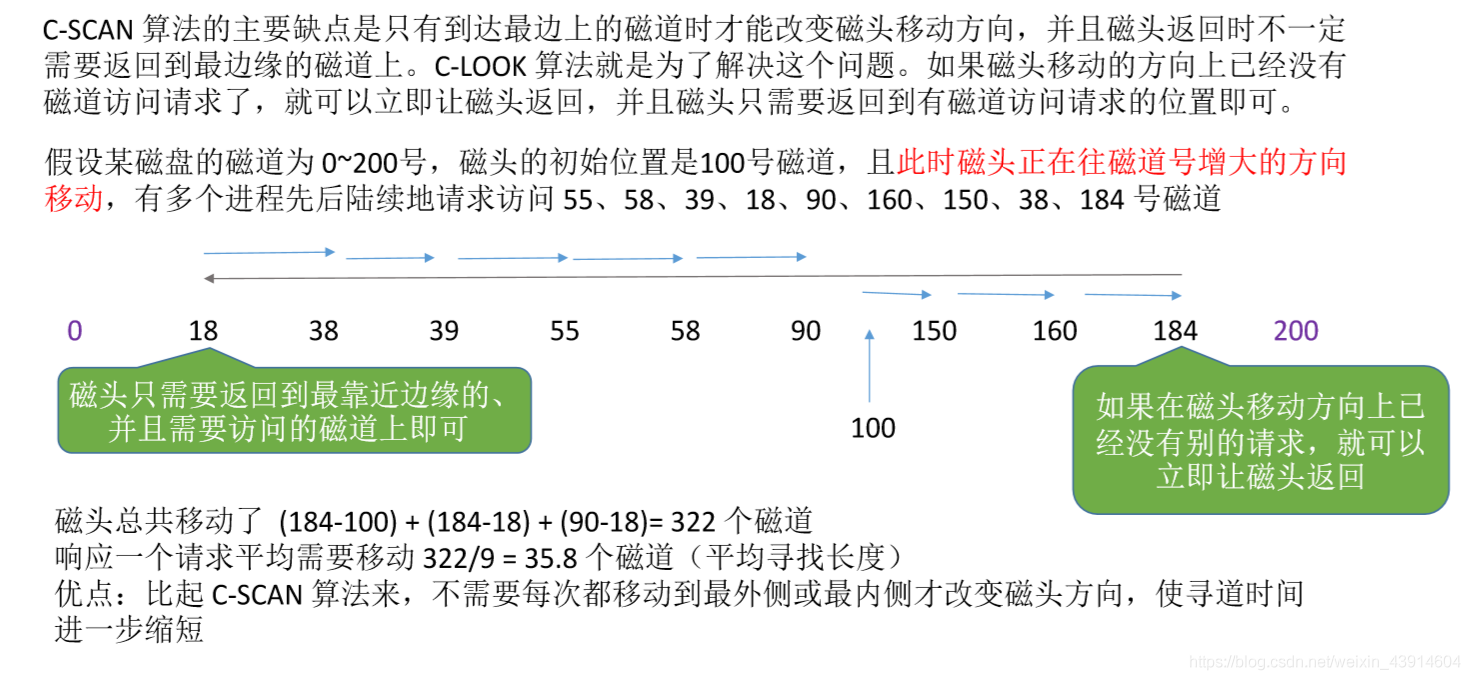 C-SCAN 算法的主要缺点是只有到达最边上的磁道时才能改变磁头移动方向，并且磁头返回时不一定
需要返回到最边缘的磁道上。C-LOOK 算法就是为了解决这个问题。如果磁头移动的方向上已经没有
磁道访问请求了，就可以立即让磁头返回，并且磁头只需要返回到有磁道访问请求的位置即可。
假设某磁盘的磁道为 0~200号，磁头的初始位置是100号磁道，且此时磁头正在往磁道号增大的方向
移动，有多个进程先后陆续地请求访问 55、58、39、18、90、160、150、38、184 号磁道
0 18 38 39 55 58 90 150 160 184 200
磁头只需要返回到最靠近边缘的、
并且需要访问的磁道上即可
100
如果在磁头移动方向上已
经没有别的请求，就可以
立即让磁头返回
磁头总共移动了 (184-100) + (184-18) + (90-18)= 322 个磁道
响应一个请求平均需要移动 322/9 = 35.8 个磁道（平均寻找长度）
优点：比起 C-SCAN 算法来，不需要每次都移动到最外侧或最内侧才改变磁头方向，使寻道时间
进一步缩短
https://blog.csdn.net/weixin_43914604